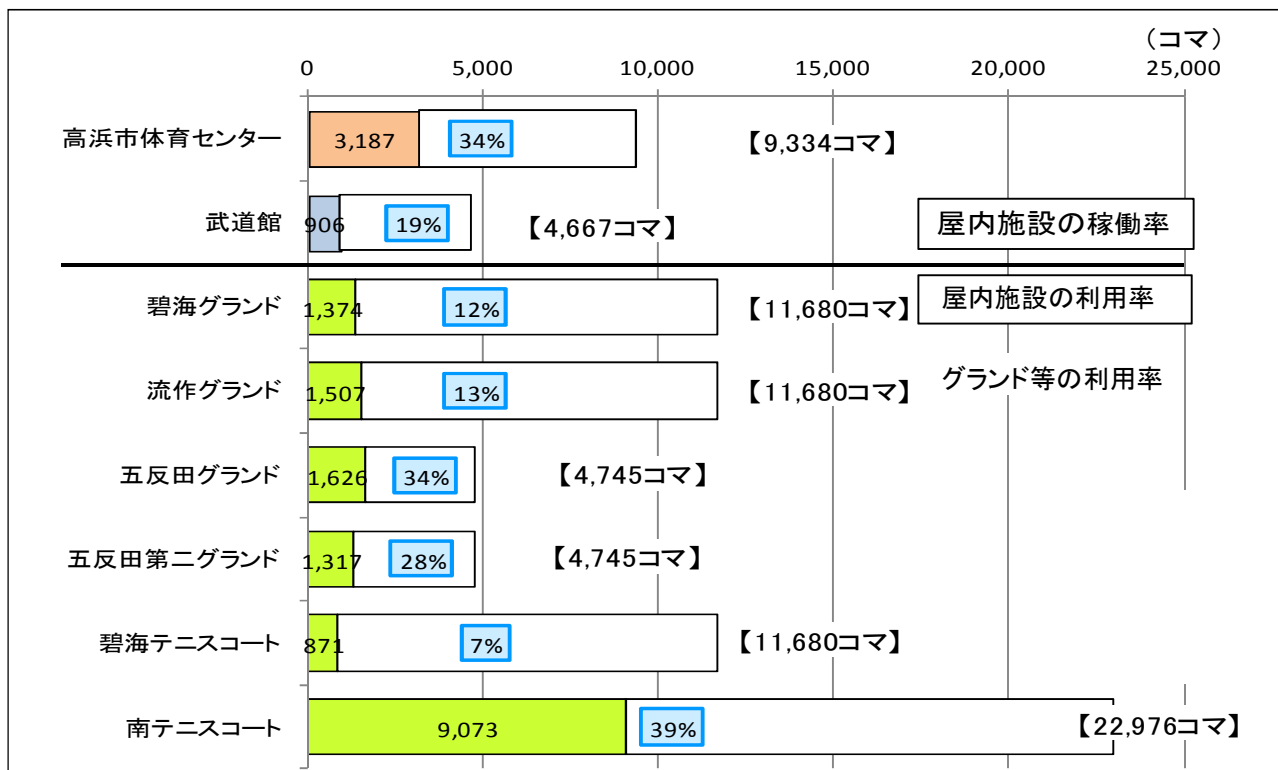 （コマ）
0 5,000 10,000 15,000 20,000 25,000
高浜市体育センター 3,187 34% 【9,334コマ】
武道館 906 19% 【4,667コマ】 屋内施設の稼働率
碧海グランド 1,374 12% 【11,680コマ】 屋内施設の利用率
流作グランド 1,507 13% 【11,680コマ】 グランド等の利用率
五反田グランド 1,626 34% 【4,745コマ】
五反田第二グランド 1,317 28% 【4,745コマ】
碧海テニスコート 871 7% 【11,680コマ】
南テニスコート 9,073 39% 【22,976コマ】